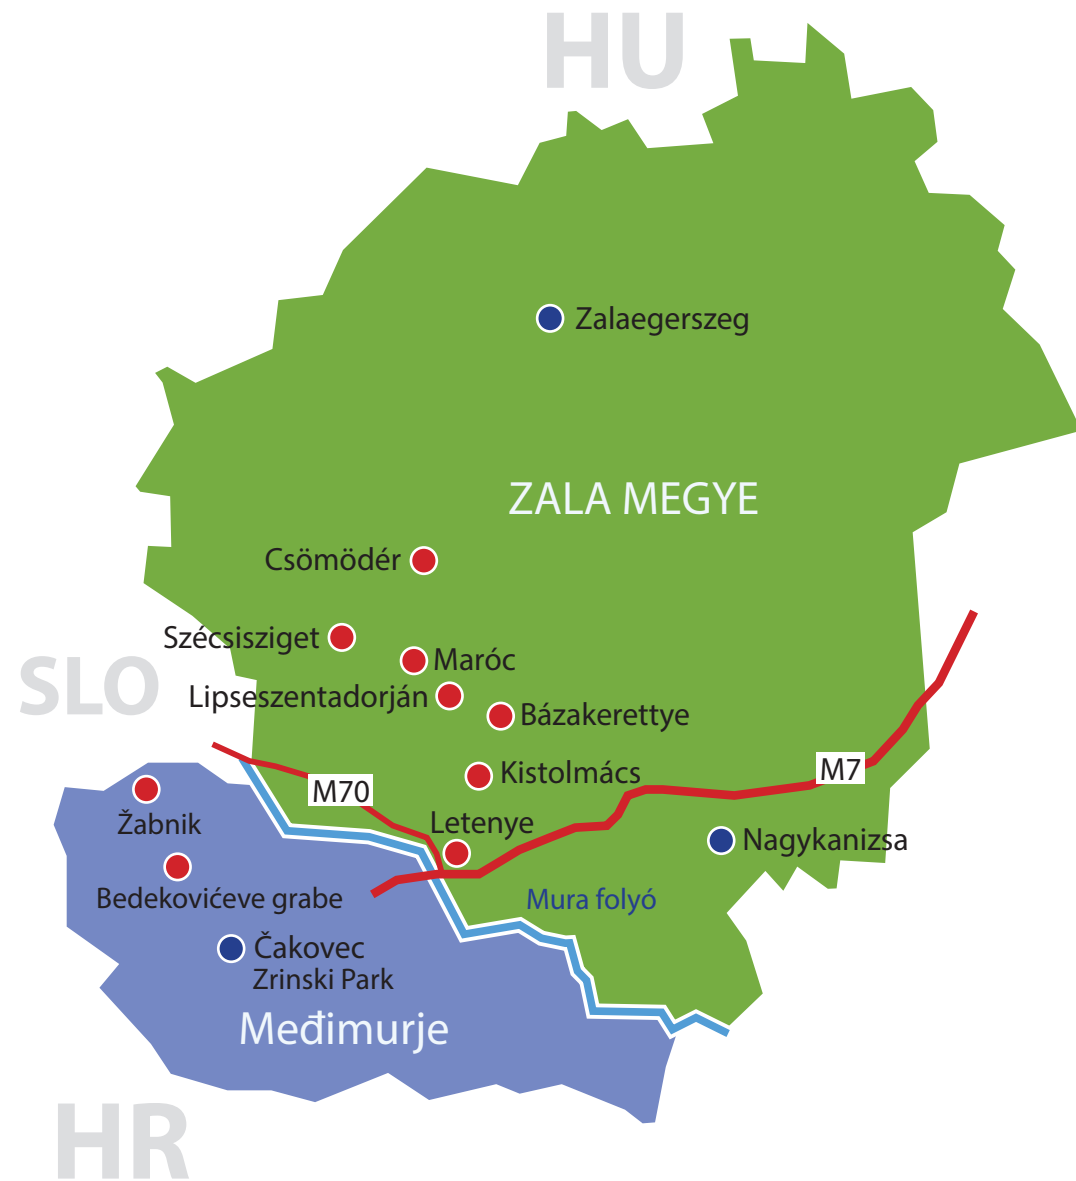 HU
Zalaegerszeg
ZALA MEGYE
Csömödér
Szécsisziget
Maróc
SLO
Lipseszentadorján
Bázakerettye
Kistolmács
M7
M70
Žabnik
Letenye
Nagykanizsa
Bedekovićeve grabe
Mura folyó
Čakovec
Zrinski Park
Međimurje
HR